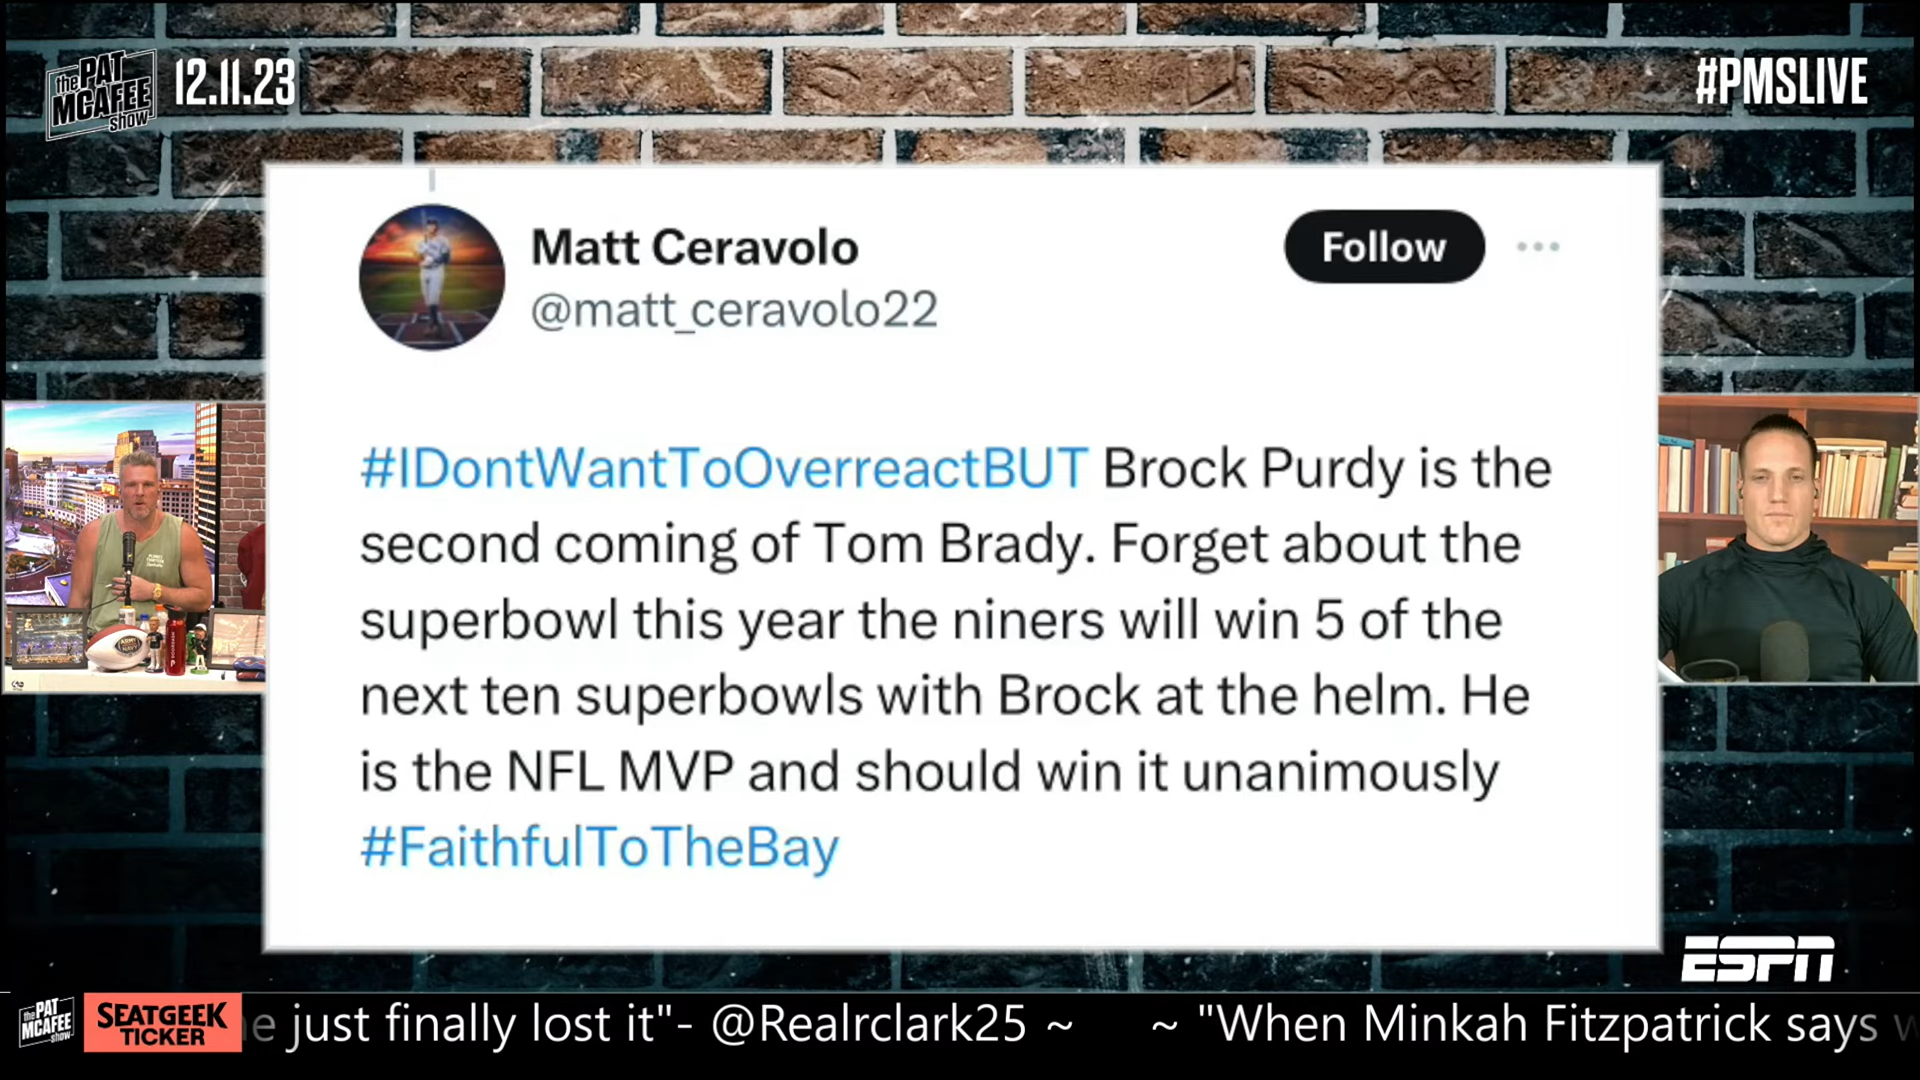 the PAT
MCAFEE
show
12.11.23
#PMSLIVE
Matt Ceravolo
@matt_ceravolo22
Follow
#IDontWantToOverreactBUT Brock Purdy is the
second coming of Tom Brady. Forget about the
superbowl this year the niners will win 5 of the
next ten superbowls with Brock at the helm. He
is the NFL MVP and should win it unanimously
#FaithfulToTheBay
ESPN
the PAT
MCAFEE
show
SEATGEEK
TICKER
just finally lost it"- @Realrclark25 ~ ~ "When Minkah Fitzpatrick says